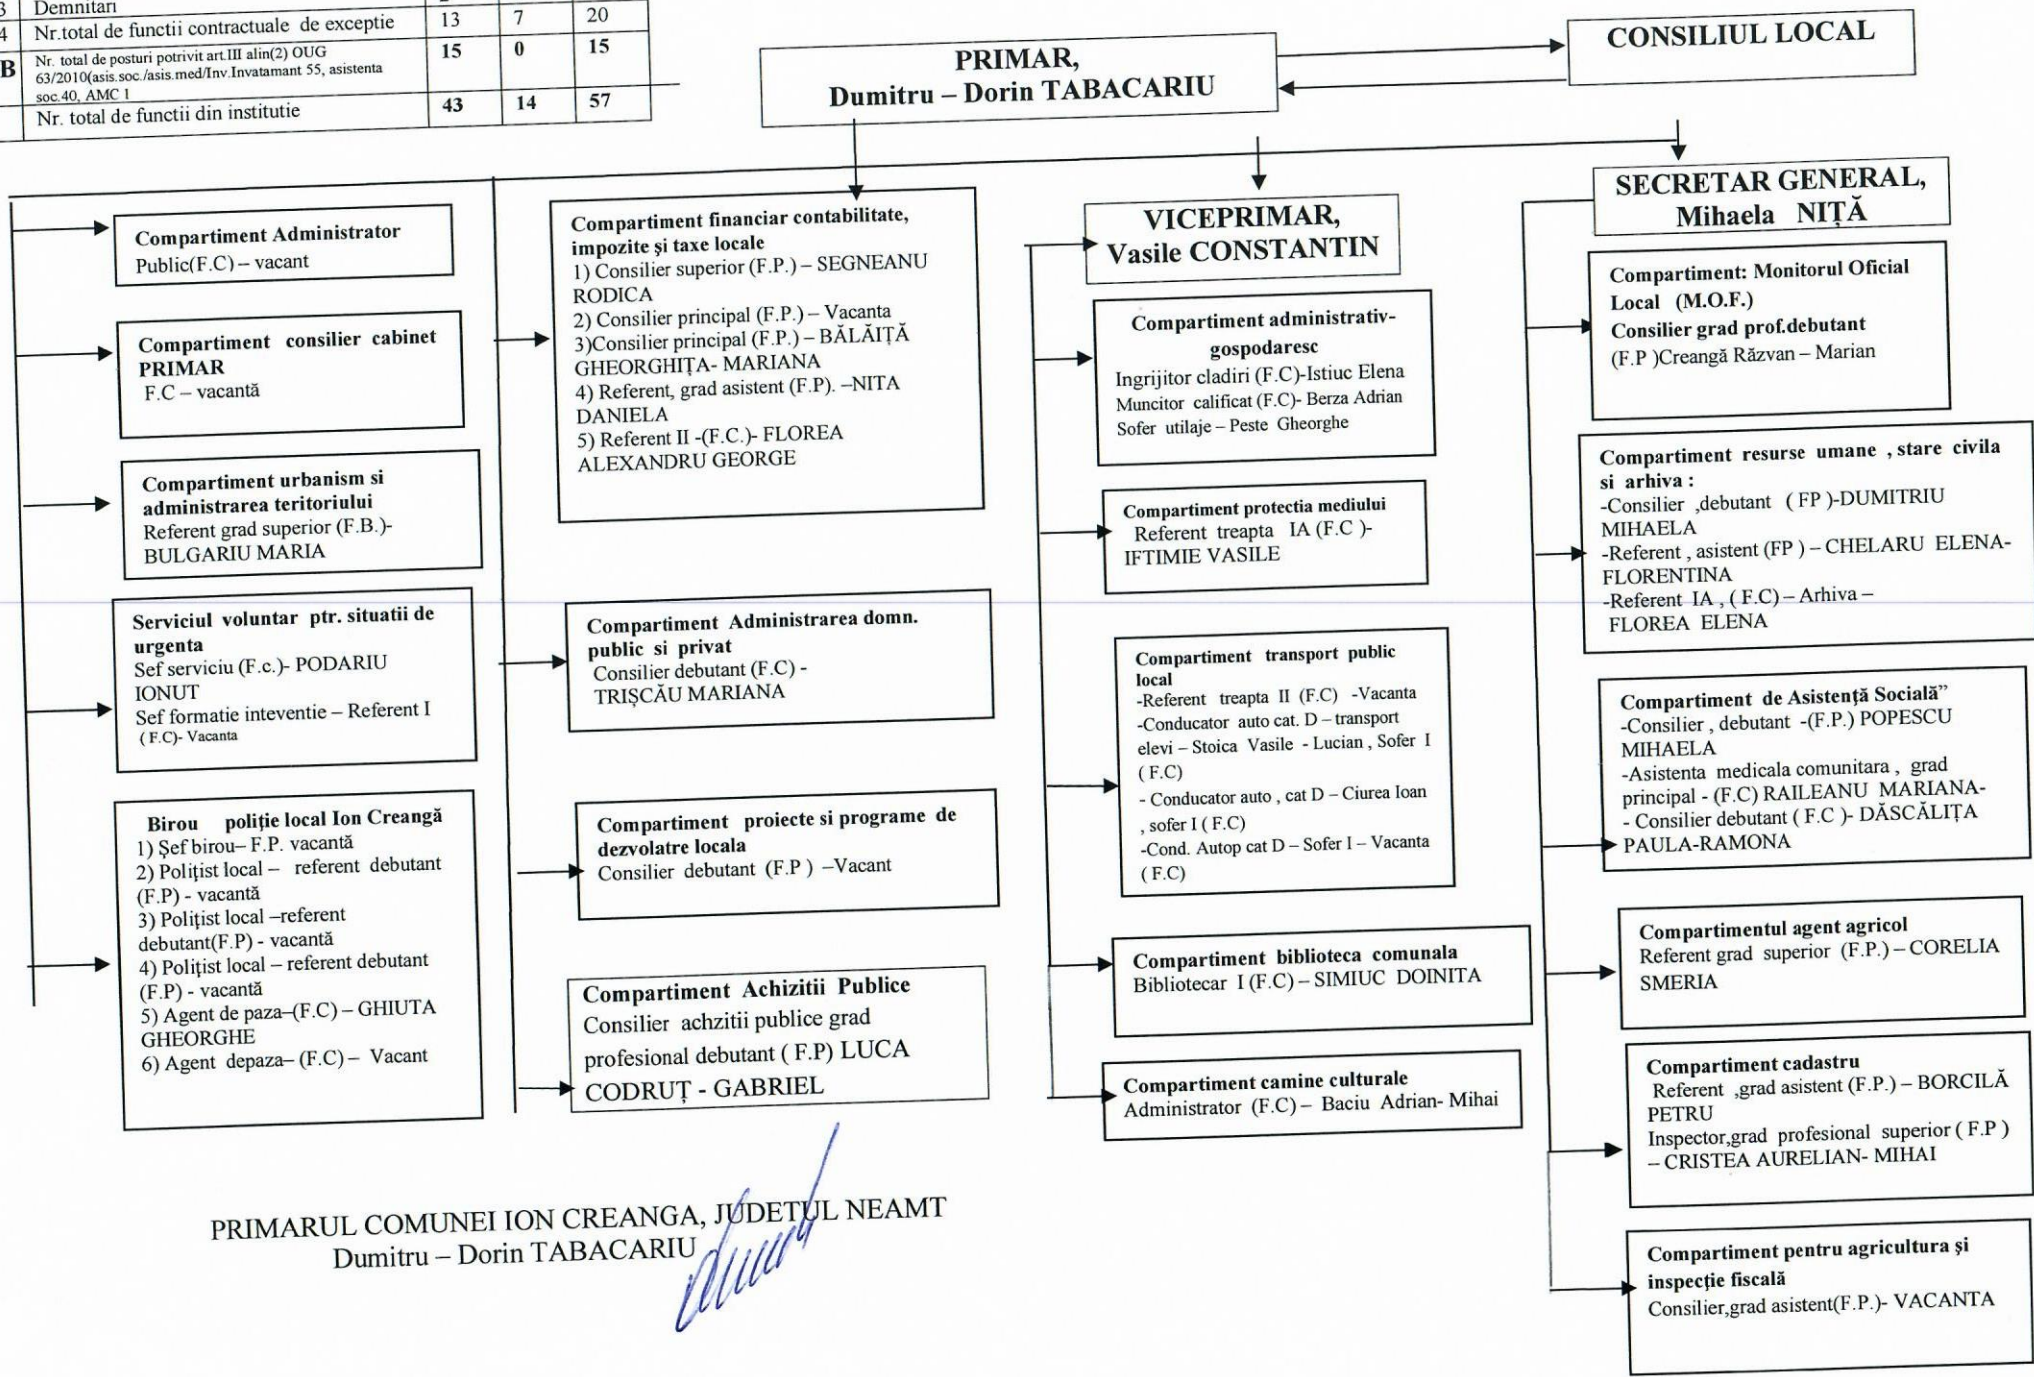 3 Demnitari
4 Nr.total de functii contractuale de exceptie 13 7 20
B Nr. total de posturi potrivit art.III alin(2) OUG 15 0 15
63/2010(asis.soc./asis.med/Inv.Invatamant 55, asistenta
soc.40, AMC 1
Nr. total de functii din institutie 43 14 57
PRIMAR,
Dumitru – Dorin TABACARIU
CONSILIUL LOCAL
Compartiment Administrator
Public(F.C) – vacant
Compartiment consilier cabinet
PRIMAR
F.C – vacantă
Compartiment urbanism si
administrarea teritoriului
Referent grad superior (F.B.)-
BULGARIU MARIA
Serviciul voluntar ptr. situatii de
urgenta
Sef serviciu (F.c.)- PODARIU
IONUT
Sef formatie inteventie – Referent I
( F.C)- Vacanta
Birou poliţie local Ion Creangă
1) Şef birou– F.P. vacantă
2) Poliţist local – referent debutant
(F.P) - vacantă
3) Poliţist local –referent
debutant(F.P) - vacantă
4) Poliţist local – referent debutant
(F.P) - vacantă
5) Agent de paza–(F.C) – GHIUTA
GHEORGHE
6) Agent depaza– (F.C) – Vacant
Compartiment financiar contabilitate,
impozite şi taxe locale
1) Consilier superior (F.P.) – SEGNEANU
RODICA
2) Consilier principal (F.P.) – Vacanta
3)Consilier principal (F.P.) – BĂLĂIŢĂ
GHEORGHIŢA- MARIANA
4) Referent, grad asistent (F.P). –NITA
DANIELA
5) Referent II -(F.C.)- FLOREA
ALEXANDRU GEORGE
Compartiment Administrarea domn.
public si privat
Consilier debutant (F.C) -
TRIŞCĂU MARIANA
Compartiment proiecte si programe de
dezvolatre locala
Consilier debutant (F.P ) –Vacant
Compartiment Achizitii Publice
Consilier achzitii publice grad
profesional debutant ( F.P) LUCA
CODRUŢ - GABRIEL
VICEPRIMAR,
Vasile CONSTANTIN
Compartiment administrativ-
gospodaresc
Ingrijitor cladiri (F.C)-Istiuc Elena
Muncitor calificat (F.C)- Berza Adrian
Sofer utilaje – Peste Gheorghe
Compartiment protectia mediului
Referent treapta IA (F.C )-
IFTIMIE VASILE
Compartiment transport public
local
-Referent treapta II (F.C) -Vacanta
-Conducator auto cat. D – transport
elevi – Stoica Vasile - Lucian , Sofer I
( F.C)
- Conducator auto , cat D – Ciurea Ioan
, sofer I ( F.C)
-Cond. Autop cat D – Sofer I – Vacanta
( F.C)
Compartiment biblioteca comunala
Bibliotecar I (F.C) – SIMIUC DOINITA
Compartiment camine culturale
Administrator (F.C) – Baciu Adrian- Mihai
SECRETAR GENERAL,
Mihaela NIŢĂ
Compartiment: Monitorul Oficial
Local (M.O.F.)
Consilier grad prof.debutant
(F.P )Creangă Răzvan – Marian
Compartiment resurse umane , stare civila
si arhiva :
-Consilier ,debutant ( FP )-DUMITRIU
MIHAELA
-Referent , asistent (FP ) – CHELARU ELENA-
FLORENTINA
-Referent IA , ( F.C) – Arhiva –
FLOREA ELENA
Compartiment de Asistenţă Socială”
-Consilier , debutant -(F.P.) POPESCU
MIHAELA
-Asistenta medicala comunitara , grad
principal - (F.C) RAILEANU MARIANA-
- Consilier debutant ( F.C )- DĂSCĂLIŢA
PAULA-RAMONA
Compartimentul agent agricol
Referent grad superior (F.P.) – CORELIA
SMERIA
Compartiment cadastru
Referent ,grad asistent (F.P.) – BORCILĂ
PETRU
Inspector,grad profesional superior ( F.P )
– CRISTEA AURELIAN- MIHAI
Compartiment pentru agricultura şi
inspecţie fiscală
Consilier,grad asistent(F.P.)- VACANTA
PRIMARUL COMUNEI ION CREANGA, JUDETUL NEAMT
Dumitru – Dorin TABACARIU